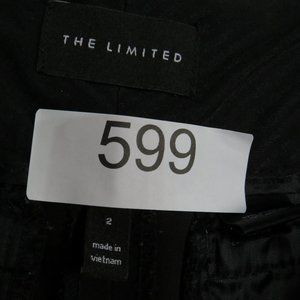 THE LIMITED
599
2
made in
vietnam